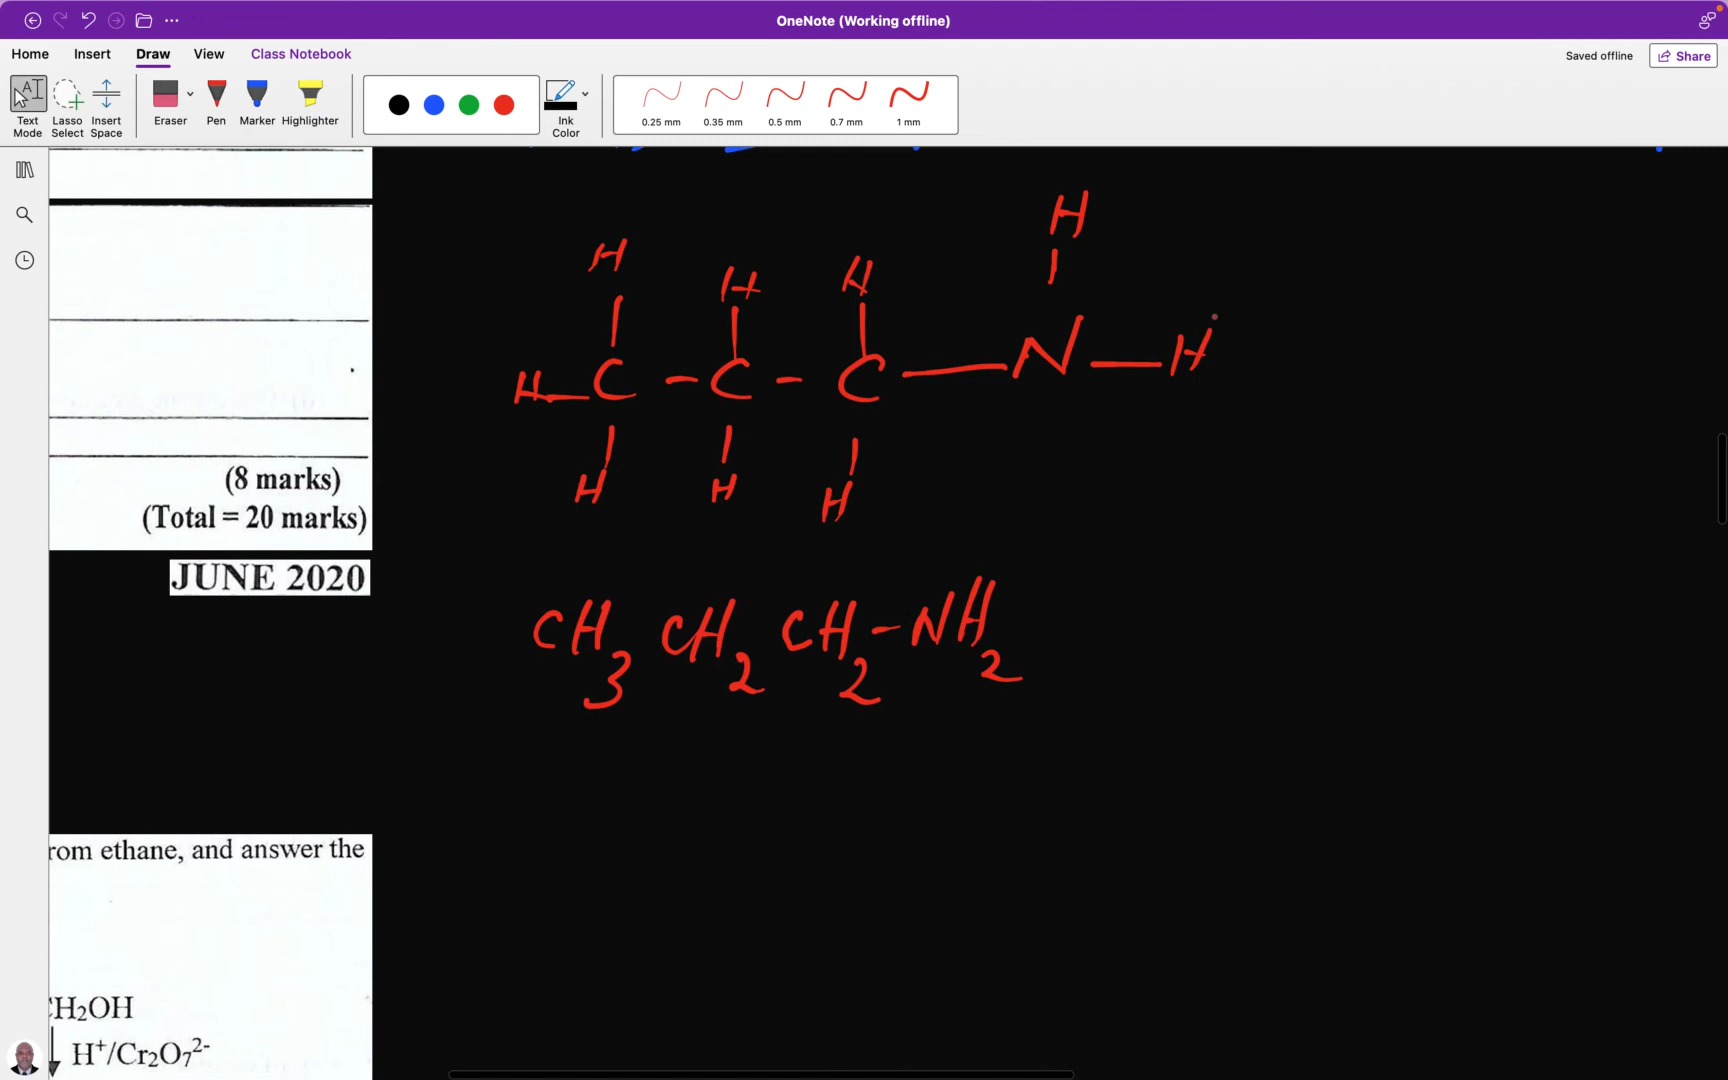 OneNote (Working offline)
Home Insert Draw View Class Notebook
Saved offline Share
Text Mode
Lasso Select
Insert Space
Eraser
Pen
Marker
Highlighter
Ink Color
0.25 mm 0.35 mm 0.5 mm 0.7 mm 1 mm
H
H H H
H–C–C–C–N–H
H H H
(8 marks)
(Total = 20 marks)
JUNE 2020
CH₃ CH₂ CH₂–NH₂
rom ethane, and answer the
CH₂OH
H⁺/Cr₂O₇²⁻